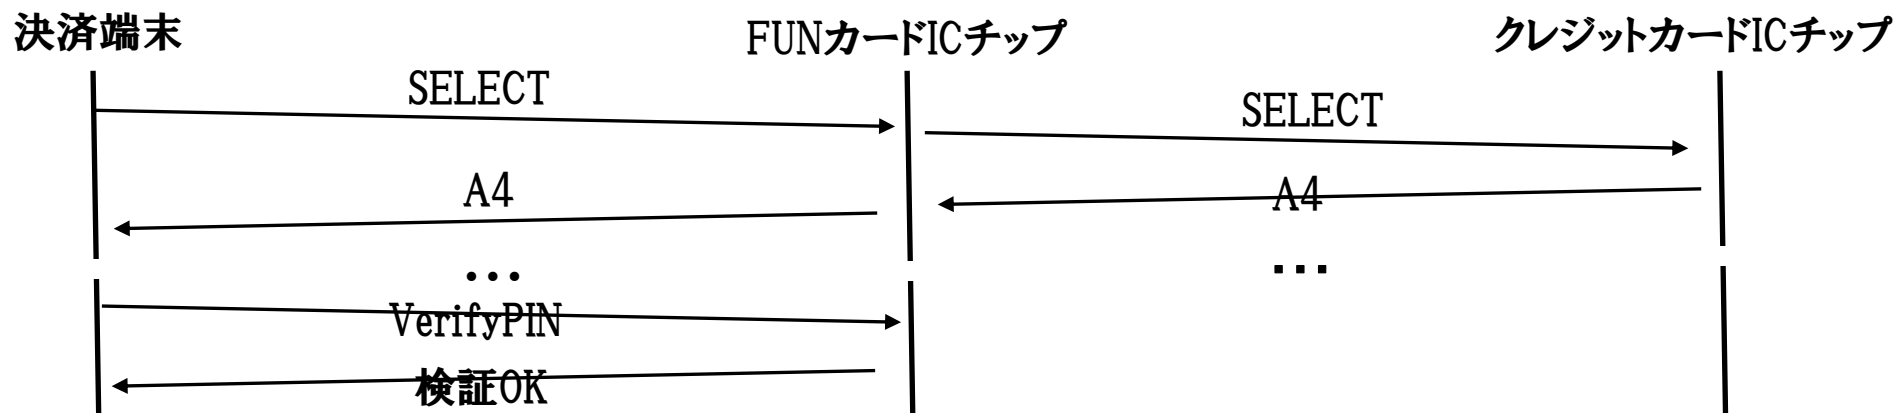 決済端末
FUNカードICチップ
クレジットカードICチップ
SELECT
SELECT
A4
A4
...
...
VerifyPIN
検証OK